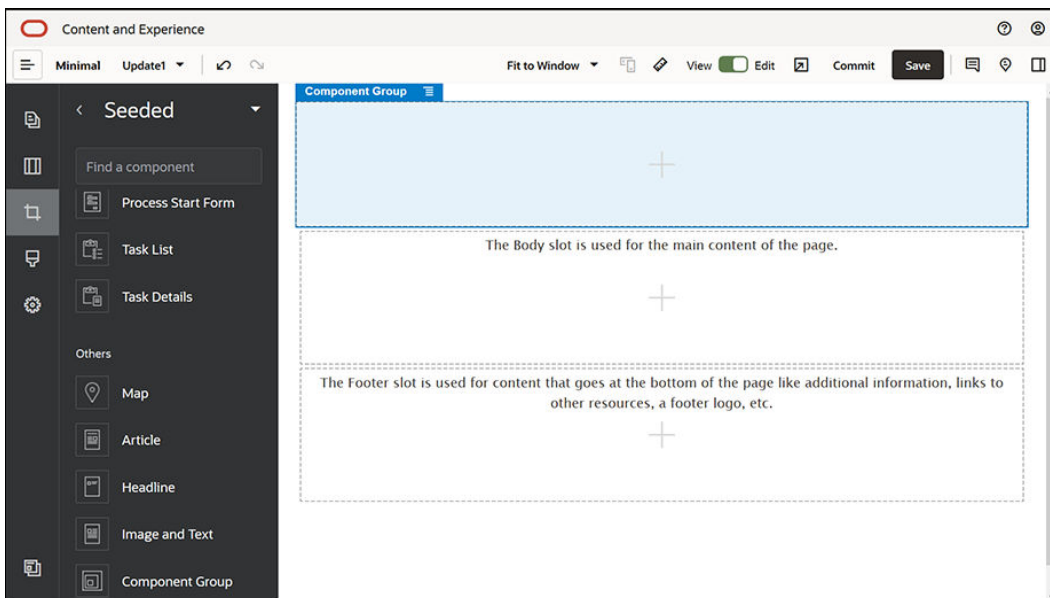 Content and Experience
Minimal Update1 Fit to Window View Edit Commit Save
Seeded
Find a component
Process Start Form
Task List
Task Details
Others
Map
Article
Headline
Image and Text
Component Group
Component Group
The Body slot is used for the main content of the page.
The Footer slot is used for content that goes at the bottom of the page like additional information, links to
other resources, a footer logo, etc.